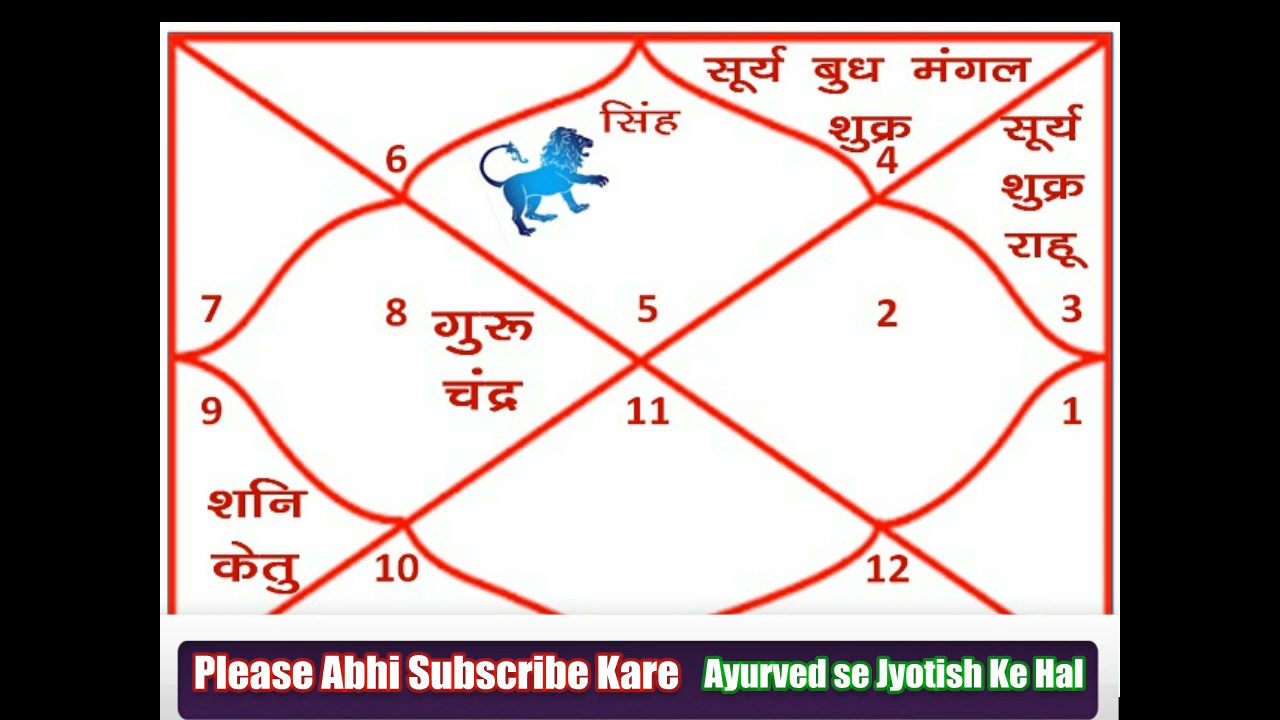 सूर्य बुध मंगल
शुक्र
सिंह
सूर्य
शुक्र
राहू
6
4
7
8
गुरू
चंद्र
5
2
3
9
11
1
शनि
केतु
10
12
Please Abhi Subscribe Kare Ayurved se Jyotish Ke Hal